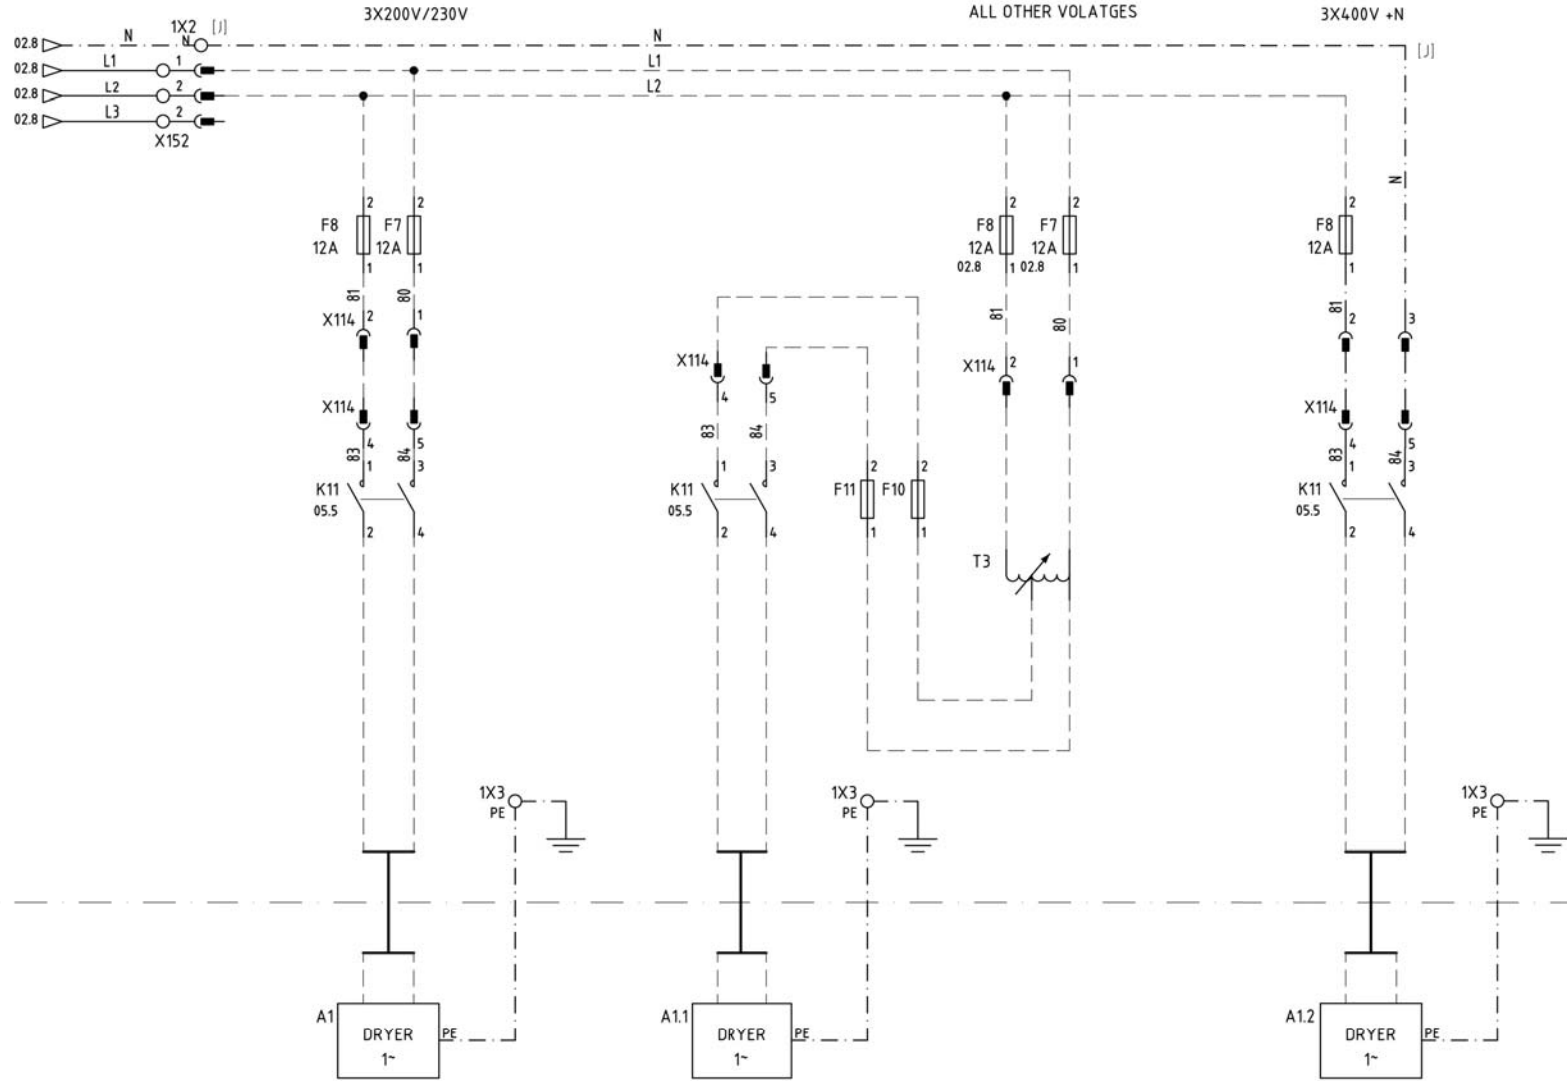 3X200V/230V
ALL OTHER VOLATGES
3X400V +N
1X2 [J]
02.8 N N N [J]
02.8 L1 1 L1
02.8 L2 2 L2
02.8 L3 2
X152
N
2 2 2 2 2
F8 F7 F8 F7 F8
12A 12A 12A 12A 12A
1 1 02.8 1 02.8 1 1
81 80 81 80 81
X114 2 1 2 3
X114 X114 2 1
X114 4 5 X114
4 5 4 5
83 84 83 84 83 84
1 3 1 3 2 2 1 3
K11 K11 F11 F10 K11
05.5 05.5 05.5
2 4 2 4 1 1 2 4
T3
1X3 1X3 1X3
PE PE PE
A1 A1.1 A1.2
DRYER PE DRYER PE DRYER PE
1~ 1~ 1~